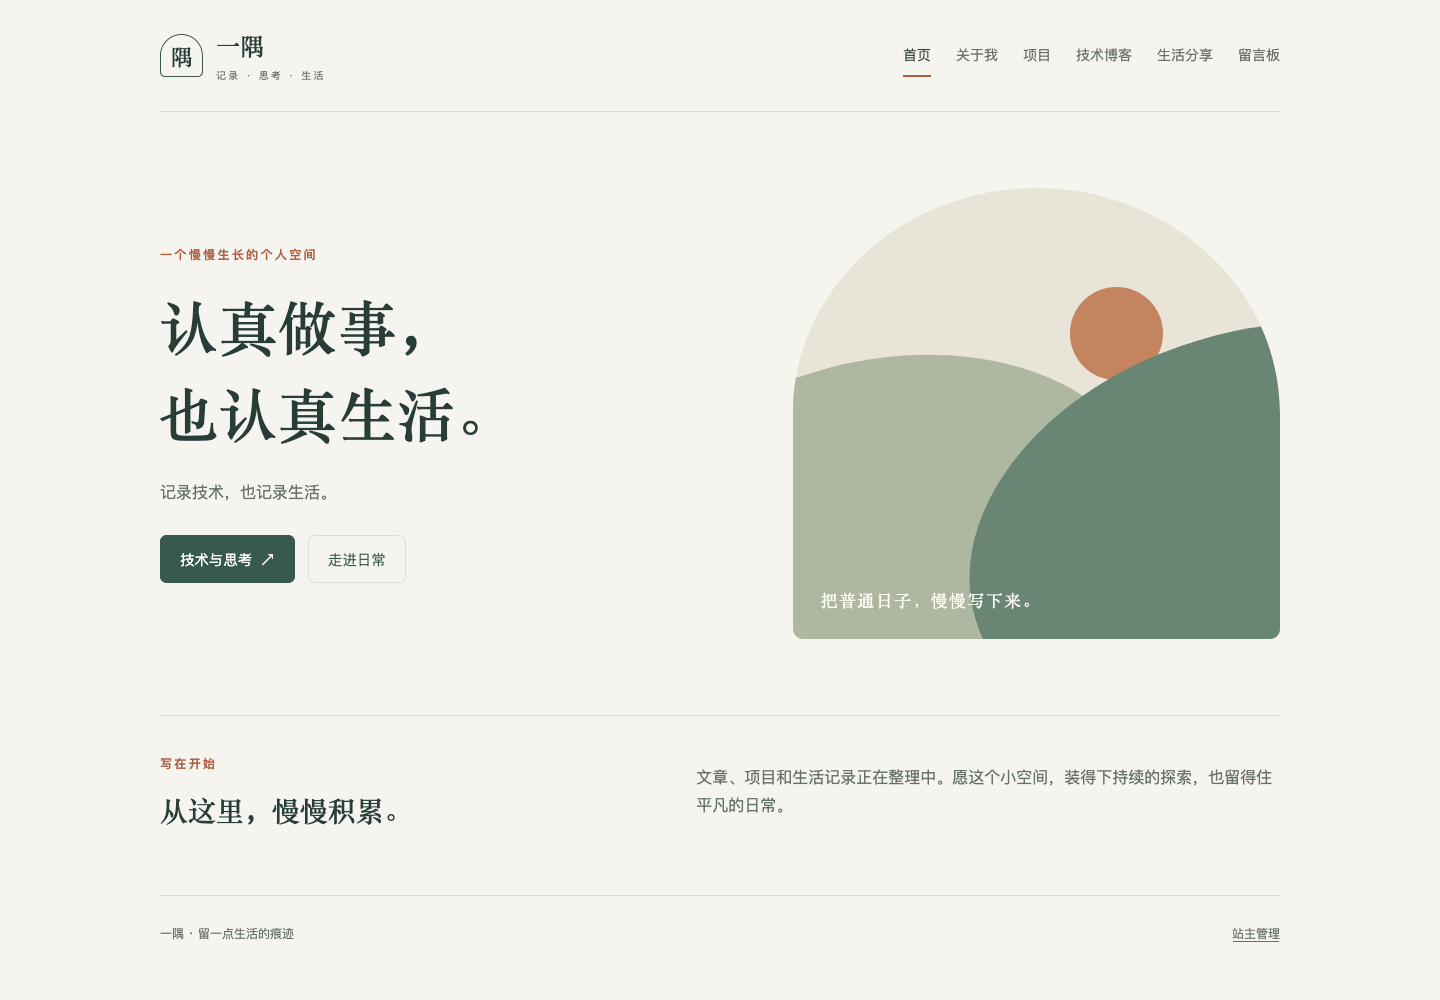 隅
一隅
记录 · 思考 · 生活
首页 关于我 项目 技术博客 生活分享 留言板
一个慢慢生长的个人空间
认真做事，
也认真生活。
记录技术，也记录生活。
技术与思考 ↗ 走进日常
把普通日子，慢慢写下来。
写在开始
从这里，慢慢积累。
文章、项目和生活记录正在整理中。愿这个小空间，装得下持续的探索，也留得住
平凡的日常。
一隅 · 留一点生活的痕迹
站主管理